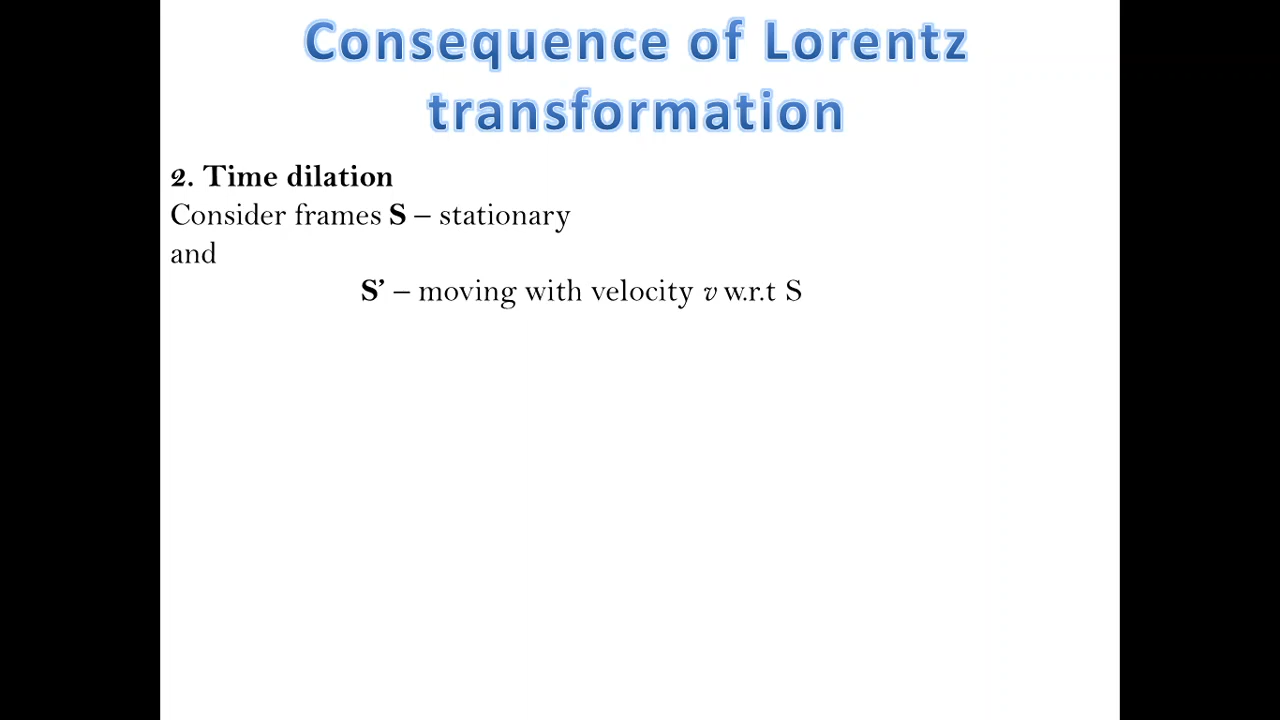 Consequence of Lorentz
transformation
2. Time dilation
Consider frames S – stationary
and
S’ – moving with velocity v w.r.t S